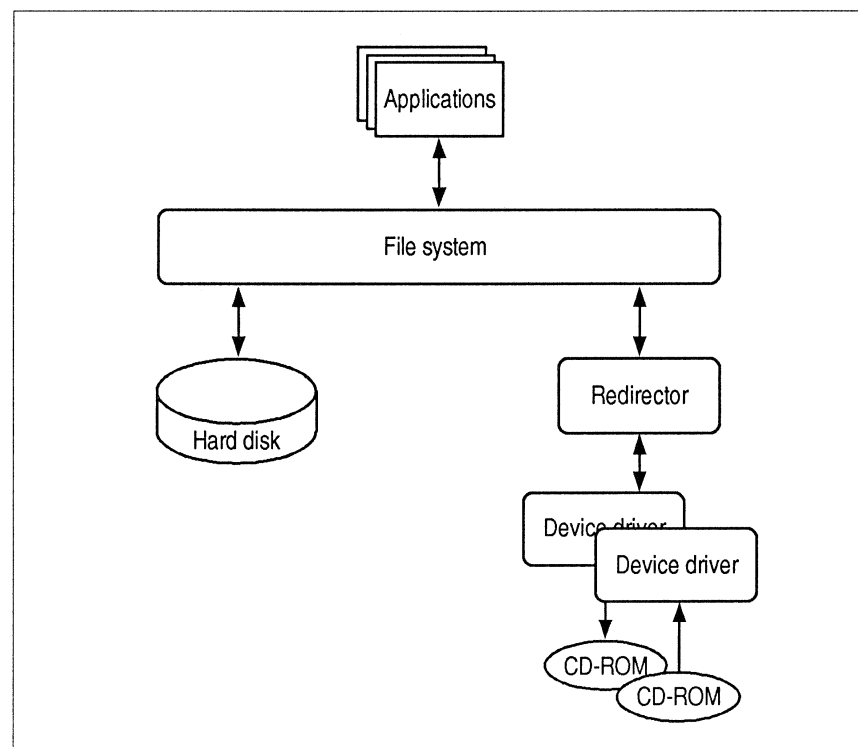 Applications
File system
Hard disk
Redirector
Device driver
Device driver
CD-ROM
CD-ROM